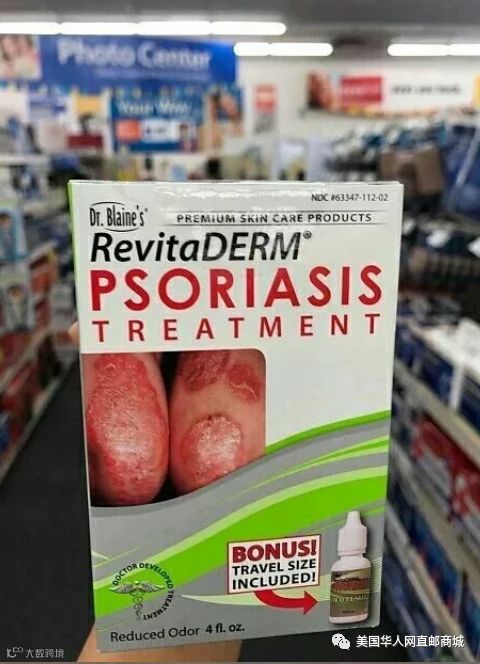 Photo Center
Your Way
NDC #63347-112-02
Dr. Blaine's®
PREMIUM SKIN CARE PRODUCTS
RevitaDERM®
PSORIASIS
TREATMENT
DOCTOR DEVELOPED TREATMENT
BONUS!
TRAVEL SIZE
INCLUDED!
Reduced Odor 4 fl. oz.
美国华人网直邮商城
大数跨境